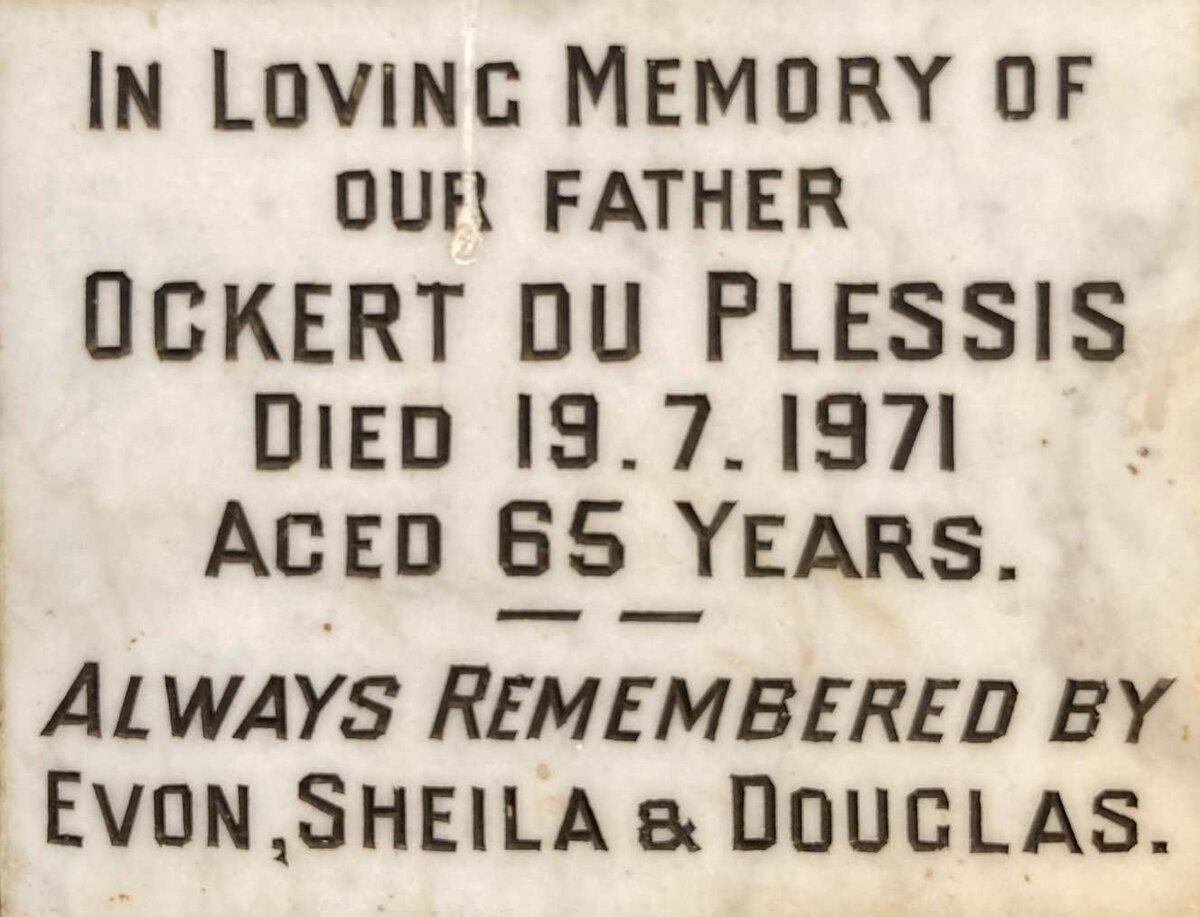 In Loving Memory of
our father
Ockert du Plessis
Died 19.7.1971
Aged 65 Years.
— —
Always Remembered by
Evon, Sheila & Douglas.